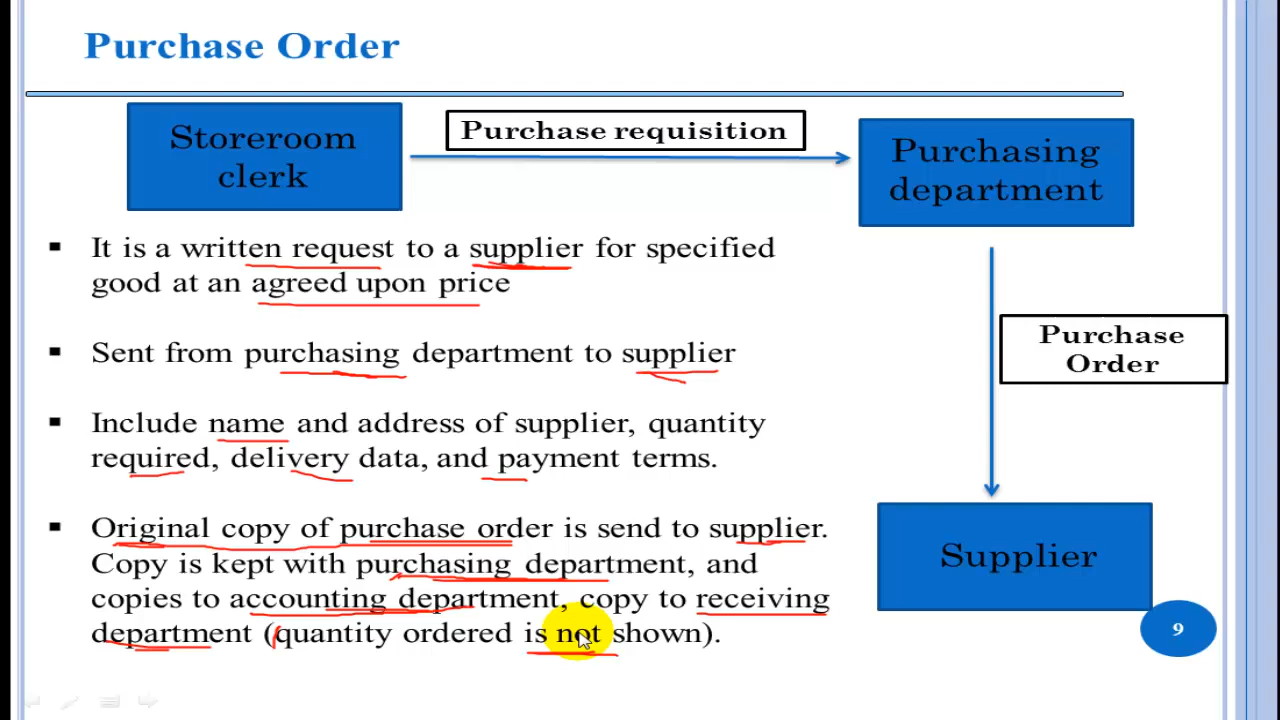 Purchase Order
Storeroom
clerk
Purchase requisition
Purchasing
department
▪ It is a written request to a supplier for specified
good at an agreed upon price
▪ Sent from purchasing department to supplier
▪ Include name and address of supplier, quantity
required, delivery data, and payment terms.
▪ Original copy of purchase order is send to supplier.
Copy is kept with purchasing department, and
copies to accounting department, copy to receiving
department (quantity ordered is not shown).
Purchase
Order
Supplier
9